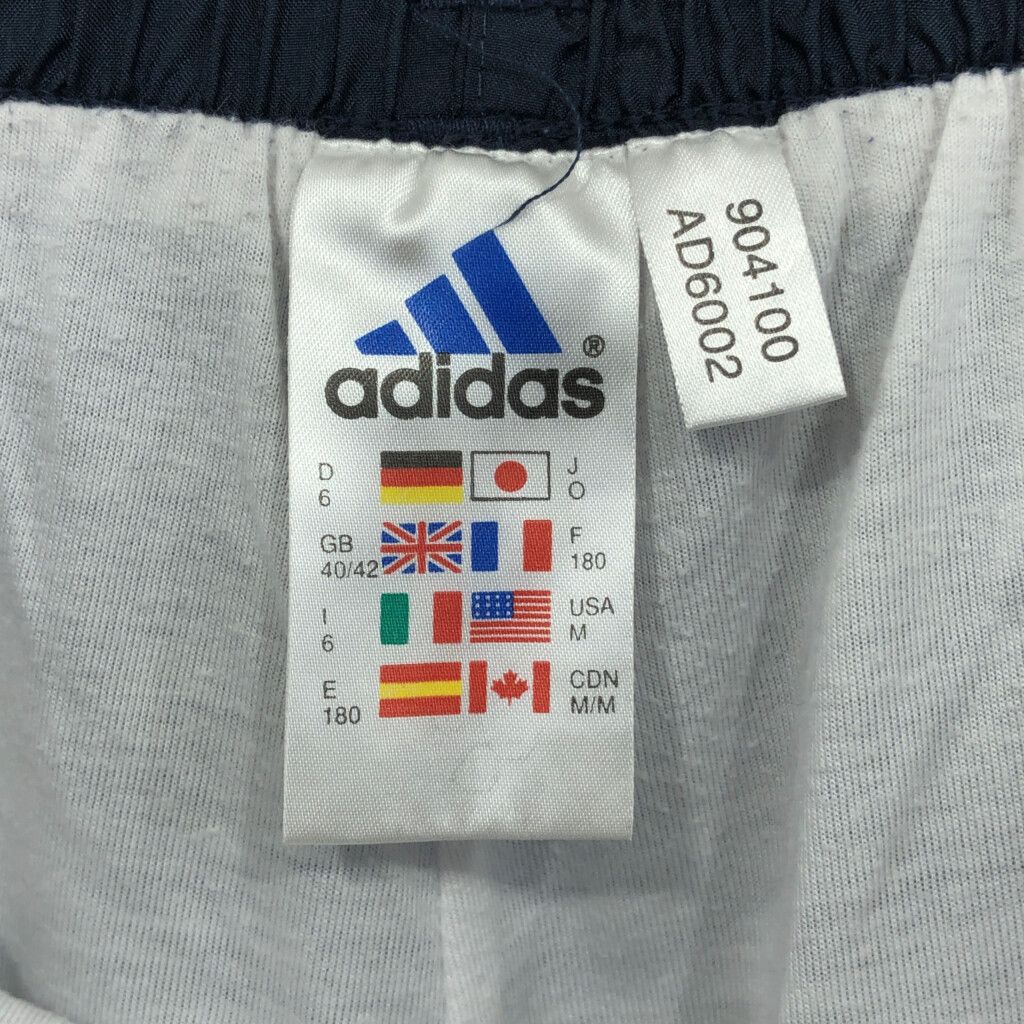 adidas®
D
6
J
O
GB
40/42
F
180
I
6
USA
M
E
180
CDN
M/M
904100
AD6002